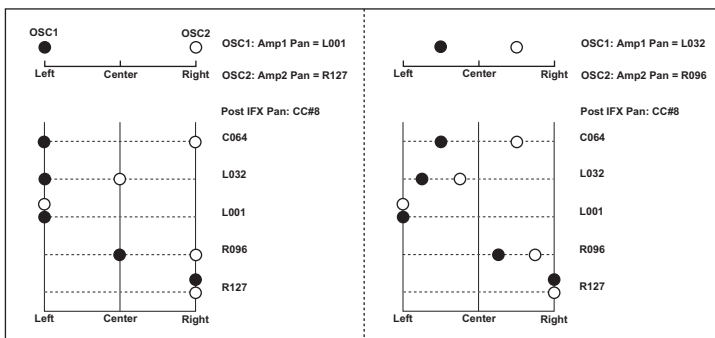 OSC1
OSC2
OSC1: Amp1 Pan = L001
Left
Center
Right
OSC2: Amp2 Pan = R127
Post IFX Pan: CC#8
C064
L032
L001
R096
R127
Left
Center
Right
OSC1: Amp1 Pan = L032
Left
Center
Right
OSC2: Amp2 Pan = R096
Post IFX Pan: CC#8
C064
L032
L001
R096
R127
Left
Center
Right